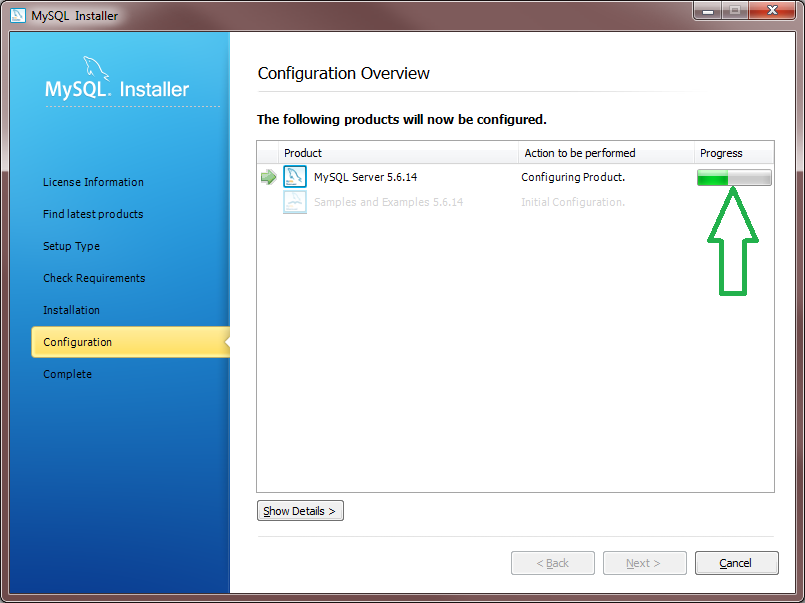 MySQL Installer
MySQL. Installer
License Information
Find latest products
Setup Type
Check Requirements
Installation
Configuration
Complete
Configuration Overview
The following products will now be configured.
Product Action to be performed Progress
MySQL Server 5.6.14 Configuring Product.
Samples and Examples 5.6.14 Initial Configuration.
Show Details >
< Back Next > Cancel